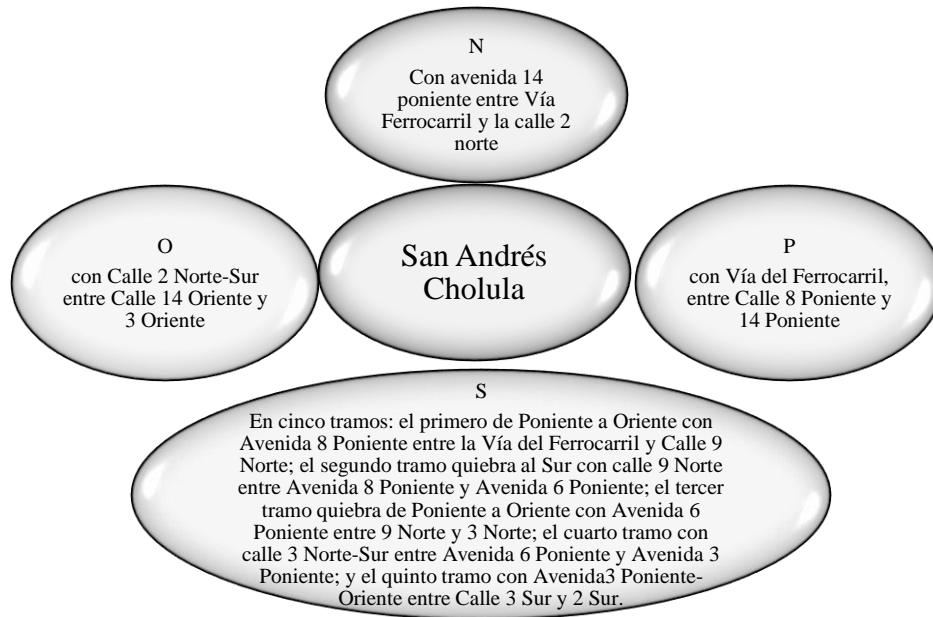 N
Con avenida 14
poniente entre Vía
Ferrocarril y la calle 2
norte
O
con Calle 2 Norte-Sur
entre Calle 14 Oriente y
3 Oriente
San Andrés
Cholula
P
con Vía del Ferrocarril,
entre Calle 8 Poniente y
14 Poniente
S
En cinco tramos: el primero de Poniente a Oriente con
Avenida 8 Poniente entre la Vía del Ferrocarril y Calle 9
Norte; el segundo tramo quiebra al Sur con calle 9 Norte
entre Avenida 8 Poniente y Avenida 6 Poniente; el tercer
tramo quiebra de Poniente a Oriente con Avenida 6
Poniente entre 9 Norte y 3 Norte; el cuarto tramo con
calle 3 Norte-Sur entre Avenida 6 Poniente y Avenida 3
Poniente; y el quinto tramo con Avenida3 Poniente-
Oriente entre Calle 3 Sur y 2 Sur.